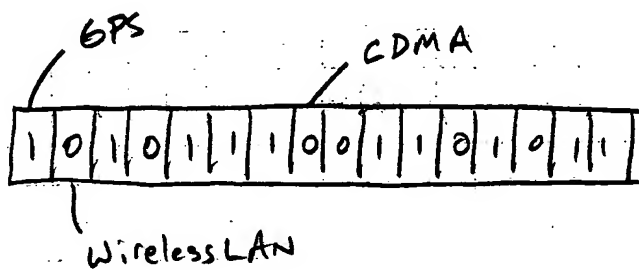 GPS
CDMA
1 0 1 0 1 1 1 0 0 1 1 0 1 0 1 1
Wireless LAN